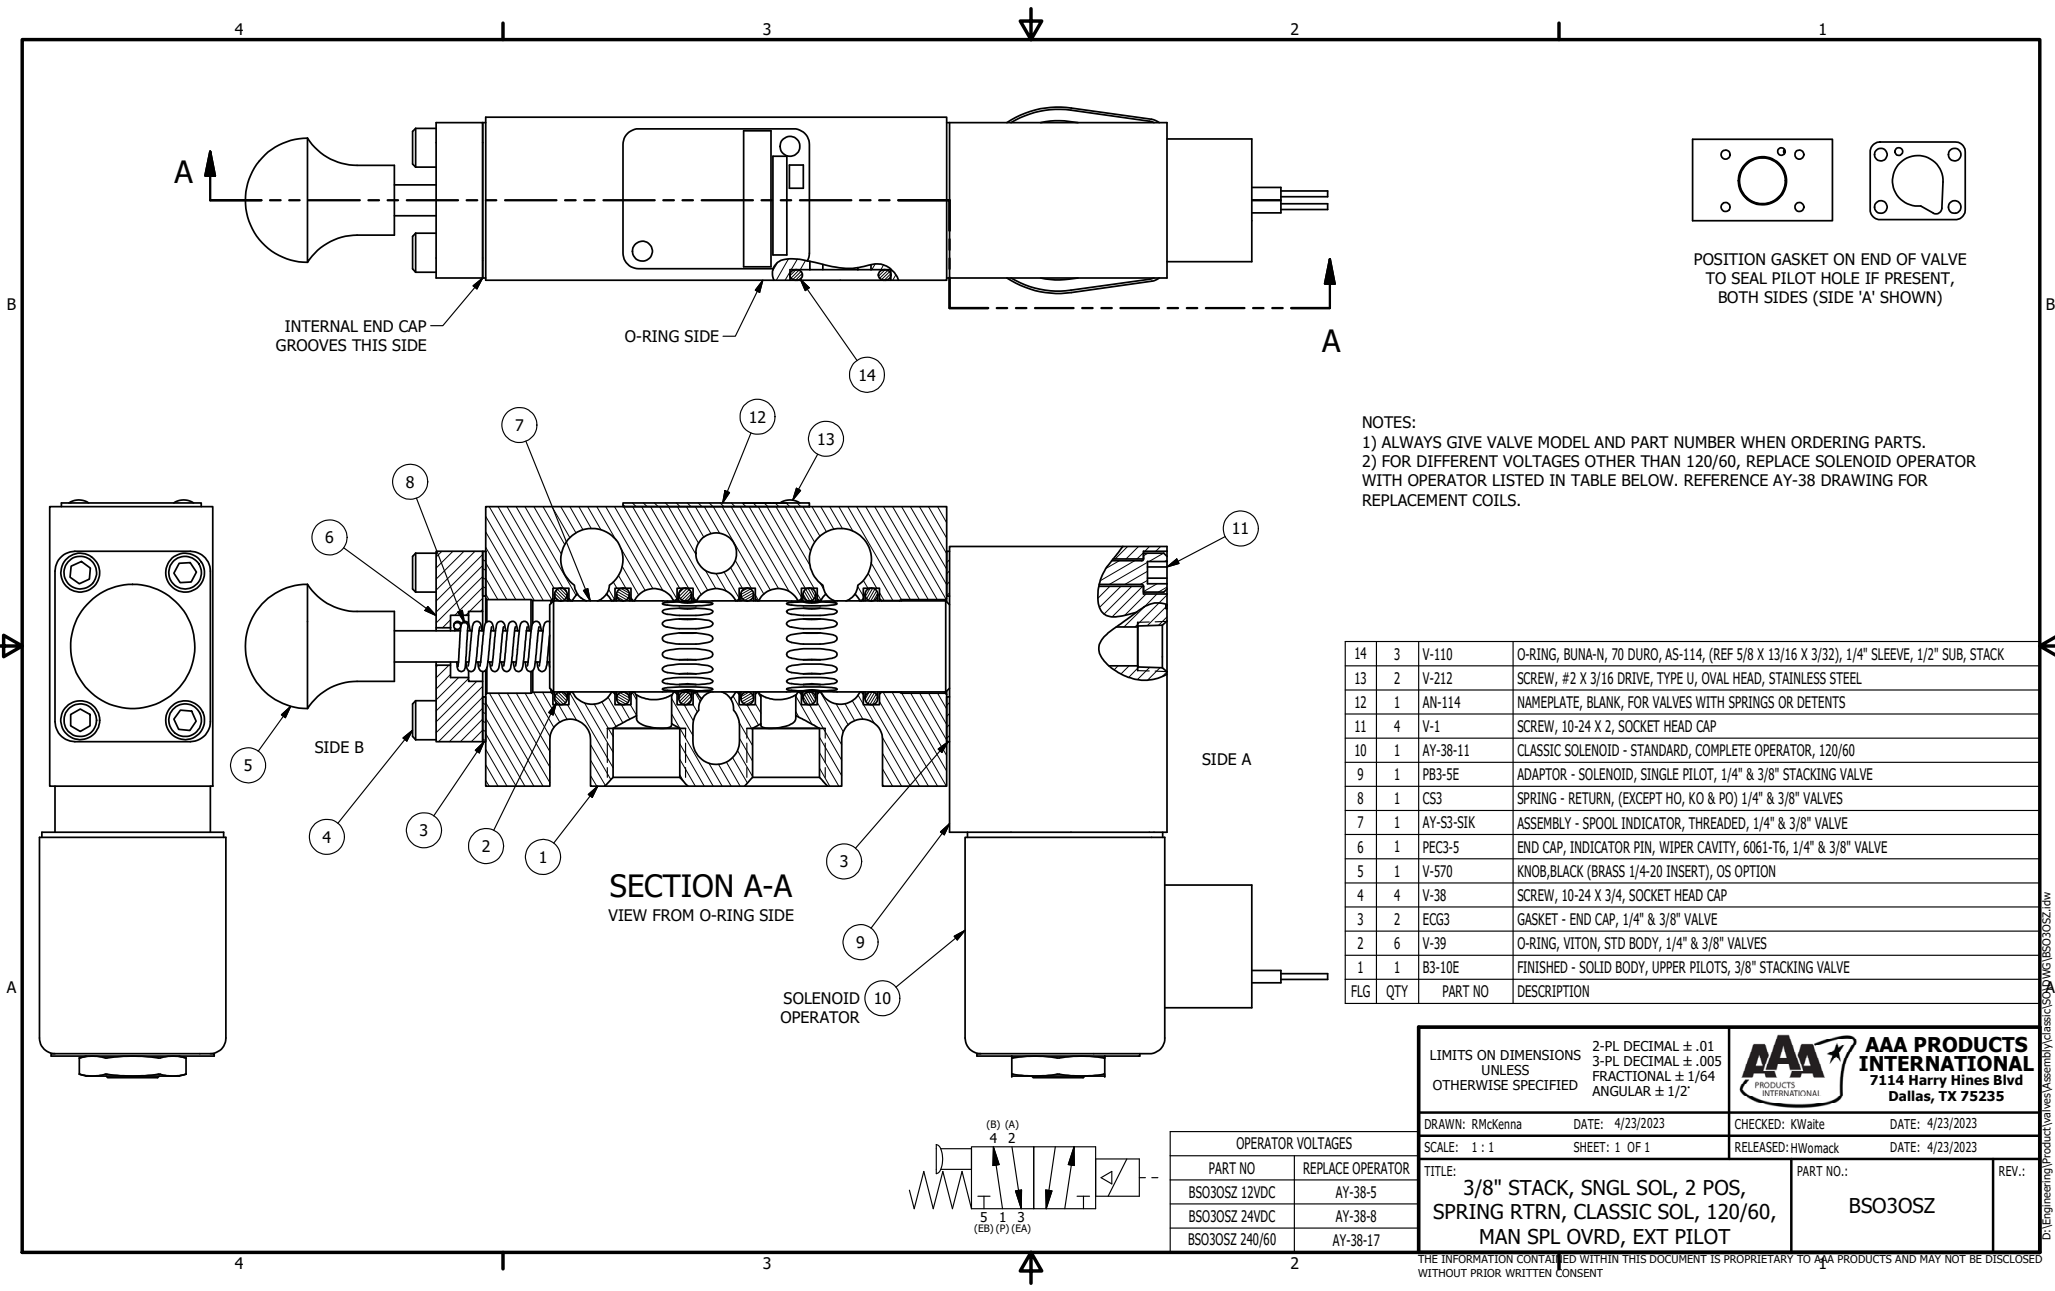 4
3
2
1
A
B
B
INTERNAL END CAP
GROOVES THIS SIDE
O-RING SIDE
14
A
POSITION GASKET ON END OF VALVE
TO SEAL PILOT HOLE IF PRESENT,
BOTH SIDES (SIDE 'A' SHOWN)
7
12
13
8
6
11
NOTES:
1) ALWAYS GIVE VALVE MODEL AND PART NUMBER WHEN ORDERING PARTS.
2) FOR DIFFERENT VOLTAGES OTHER THAN 120/60, REPLACE SOLENOID OPERATOR
WITH OPERATOR LISTED IN TABLE BELOW. REFERENCE AY-38 DRAWING FOR
REPLACEMENT COILS.
5
SIDE B
4
3
2
1
3
SIDE A
SECTION A-A
VIEW FROM O-RING SIDE
9
SOLENOID
OPERATOR
10
14 3 V-110 O-RING, BUNA-N, 70 DURO, AS-114, (REF 5/8 X 13/16 X 3/32), 1/4" SLEEVE, 1/2" SUB, STACK
13 2 V-212 SCREW, #2 X 3/16 DRIVE, TYPE U, OVAL HEAD, STAINLESS STEEL
12 1 AN-114 NAMEPLATE, BLANK, FOR VALVES WITH SPRINGS OR DETENTS
11 4 V-1 SCREW, 10-24 X 2, SOCKET HEAD CAP
10 1 AY-38-11 CLASSIC SOLENOID - STANDARD, COMPLETE OPERATOR, 120/60
9 1 PB3-5E ADAPTOR - SOLENOID, SINGLE PILOT, 1/4" & 3/8" STACKING VALVE
8 1 CS3 SPRING - RETURN, (EXCEPT HO, KO & PO) 1/4" & 3/8" VALVES
7 1 AY-S3-SIK ASSEMBLY - SPOOL INDICATOR, THREADED, 1/4" & 3/8" VALVE
6 1 PEC3-5 END CAP, INDICATOR PIN, WIPER CAVITY, 6061-T6, 1/4" & 3/8" VALVE
5 1 V-570 KNOB,BLACK (BRASS 1/4-20 INSERT), OS OPTION
4 4 V-38 SCREW, 10-24 X 3/4, SOCKET HEAD CAP
3 2 ECG3 GASKET - END CAP, 1/4" & 3/8" VALVE
2 6 V-39 O-RING, VITON, STD BODY, 1/4" & 3/8" VALVES
1 1 B3-10E FINISHED - SOLID BODY, UPPER PILOTS, 3/8" STACKING VALVE
FLG QTY PART NO DESCRIPTION
A
A
D:\Engineering\Product\valves\Assembly\classic\SO\DWG\BSO3OSZ.idw
LIMITS ON DIMENSIONS
UNLESS
OTHERWISE SPECIFIED
2-PL DECIMAL ± .01
3-PL DECIMAL ± .005
FRACTIONAL ± 1/64
ANGULAR ± 1/2°
AAA
PRODUCTS
INTERNATIONAL
AAA PRODUCTS
INTERNATIONAL
7114 Harry Hines Blvd
Dallas, TX 75235
DRAWN: RMcKenna DATE: 4/23/2023
CHECKED: KWaite DATE: 4/23/2023
SCALE: 1 : 1 SHEET: 1 OF 1
RELEASED: HWomack DATE: 4/23/2023
TITLE:
3/8" STACK, SNGL SOL, 2 POS,
SPRING RTRN, CLASSIC SOL, 120/60,
MAN SPL OVRD, EXT PILOT
PART NO.:
BSO3OSZ
REV.:
(B) (A)
4 2
5 1 3
(EB) (P) (EA)
OPERATOR VOLTAGES
PART NO REPLACE OPERATOR
BSO3OSZ 12VDC AY-38-5
BSO3OSZ 24VDC AY-38-8
BSO3OSZ 240/60 AY-38-17
4
3
2
1
THE INFORMATION CONTAINED WITHIN THIS DOCUMENT IS PROPRIETARY TO AAA PRODUCTS AND MAY NOT BE DISCLOSED
WITHOUT PRIOR WRITTEN CONSENT